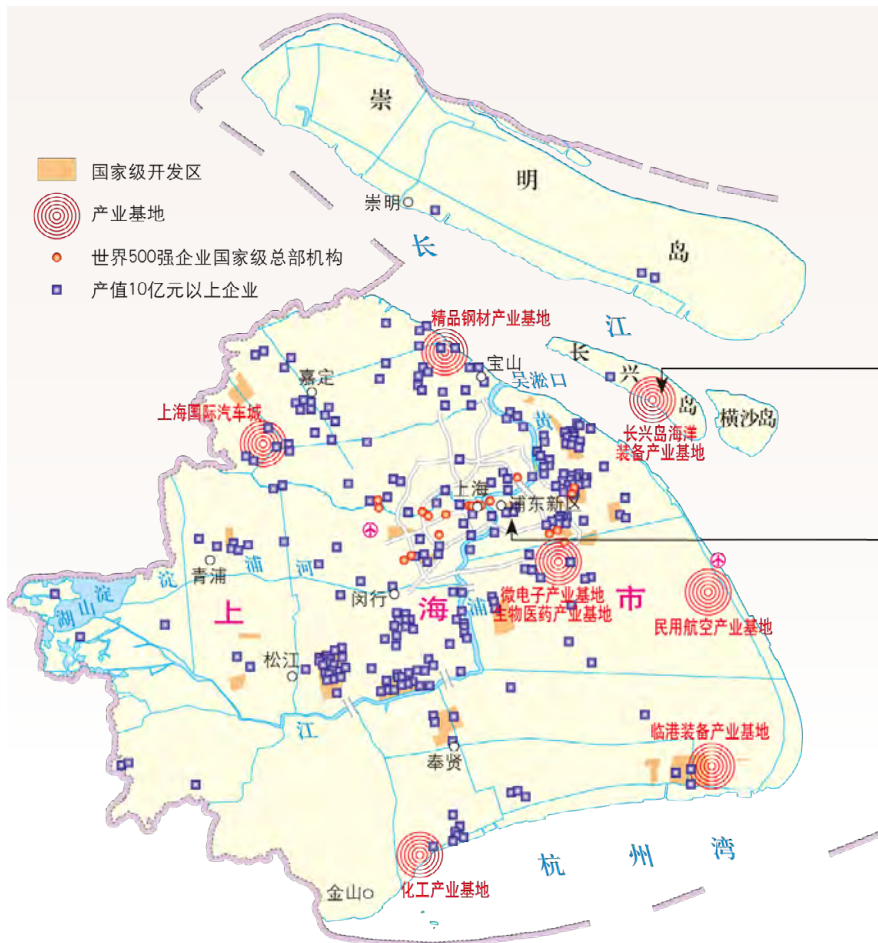 崇
明
岛
国家级开发区
产业基地
世界500强企业国家级总部机构
产值10亿元以上企业
崇明
长
江
精品钢材产业基地
宝山
吴淞口
长
兴
岛
横沙岛
长兴岛海洋
装备产业基地
嘉定
上海国际汽车城
黄
上海
浦东新区
青浦
淀
浦
河
淀
山
湖
闵行
浦
微电子产业基地
生物医药产业基地
民用航空产业基地
上
海
市
松江
江
奉贤
临港装备产业基地
化工产业基地
金山
杭
州
湾